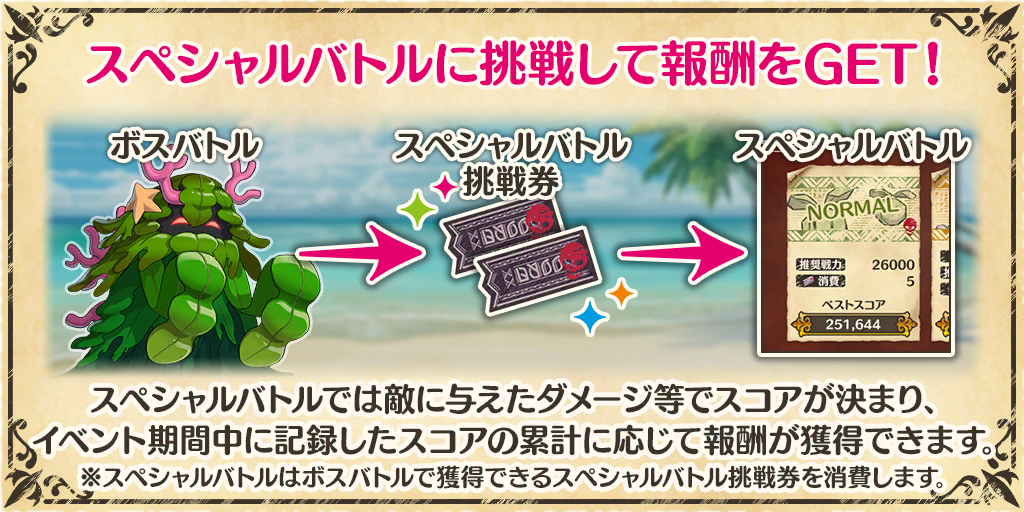 スペシャルバトルに挑戦して報酬をGET!
ボスバトル
スペシャルバトル
挑戦券
スペシャルバトル
NORMAL
推奨戦力 26000
消費 5
ベストスコア
251,644
スペシャルバトルでは敵に与えたダメージ等でスコアが決まり、
イベント期間中に記録したスコアの累計に応じて報酬が獲得できます。
※スペシャルバトルはボスバトルで獲得できるスペシャルバトル挑戦券を消費します。